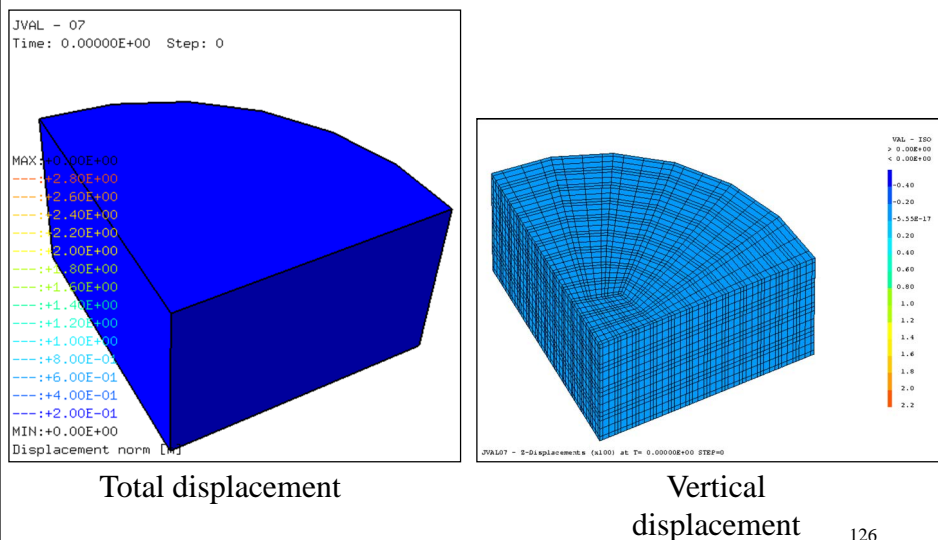 JVAL - 07
Time: 0.00000E+00 Step: 0
MAX:+0.00E+00
---:+2.80E+00
---:+2.60E+00
---:+2.40E+00
---:+2.20E+00
---:+2.00E+00
---:+1.80E+00
---:+1.60E+00
---:+1.40E+00
---:+1.20E+00
---:+1.00E+00
---:+8.00E-01
---:+6.00E-01
---:+4.00E-01
---:+2.00E-01
MIN:+0.00E+00
Displacement norm [M]
Total displacement
VAL - ISO
> 0.00E+00
< 0.00E+00
-0.40
-0.20
-5.55E-17
0.20
0.40
0.60
0.80
1.0
1.2
1.4
1.6
1.8
2.0
2.2
JVAL07 - Z-Displacements (x100) at T= 0.00000E+00 STEP=0
Vertical
displacement
126